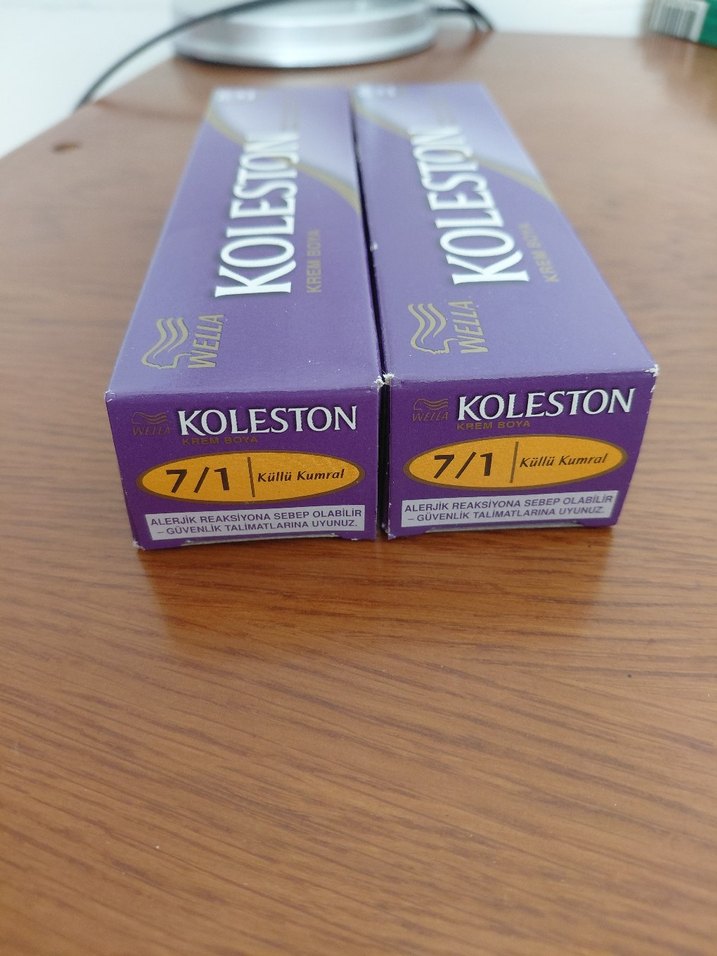 KOLESTON
KREM BOYA
WELLA
KOLESTON
KREM BOYA
WELLA
WELLA
KOLESTON
KREM BOYA
7/1 Küllü Kumral
ALERJİK REAKSİYONA SEBEP OLABİLİR
– GÜVENLİK TALİMATLARINA UYUNUZ.
WELLA
KOLESTON
KREM BOYA
7/1 Küllü Kumral
ALERJİK REAKSİYONA SEBEP OLABİLİR
– GÜVENLİK TALİMATLARINA UYUNUZ.